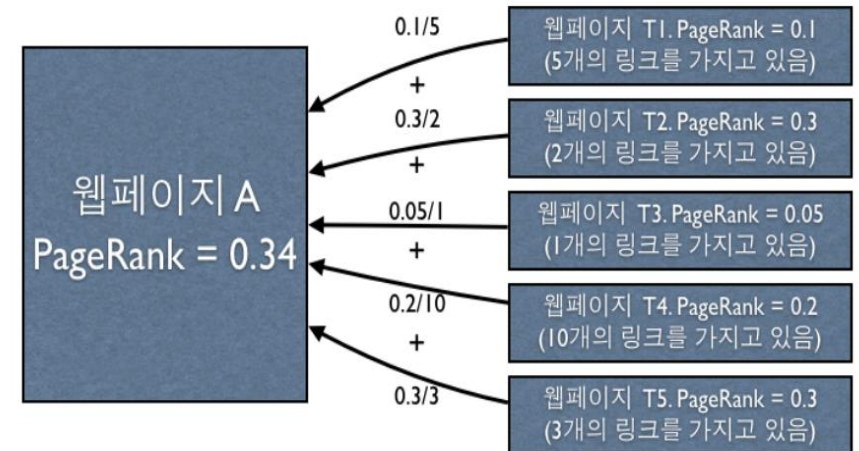 0.1/5
웹페이지 T1. PageRank = 0.1
(5개의 링크를 가지고 있음)
+
0.3/2
웹페이지 T2. PageRank = 0.3
(2개의 링크를 가지고 있음)
+
웹페이지 A
PageRank = 0.34
0.05/1
웹페이지 T3. PageRank = 0.05
(1개의 링크를 가지고 있음)
+
0.2/10
웹페이지 T4. PageRank = 0.2
(10개의 링크를 가지고 있음)
+
0.3/3
웹페이지 T5. PageRank = 0.3
(3개의 링크를 가지고 있음)